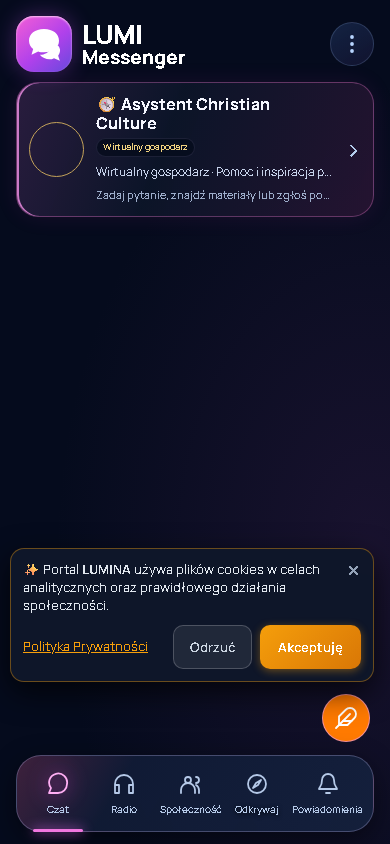 LUMI
Messenger
🧭 Asystent Christian
Culture
Wirtualny gospodarz
Wirtualny gospodarz · Pomoc i inspiracja p...
Zadaj pytanie, znajdź materiały lub zgłoś po...
✨ Portal LUMINA używa plików cookies w celach
analitycznych oraz prawidłowego działania
społeczności.
Polityka Prywatności
Odrzuć
Akceptuję
Czat
Radio
Społeczność
Odkrywaj
Powiadomienia